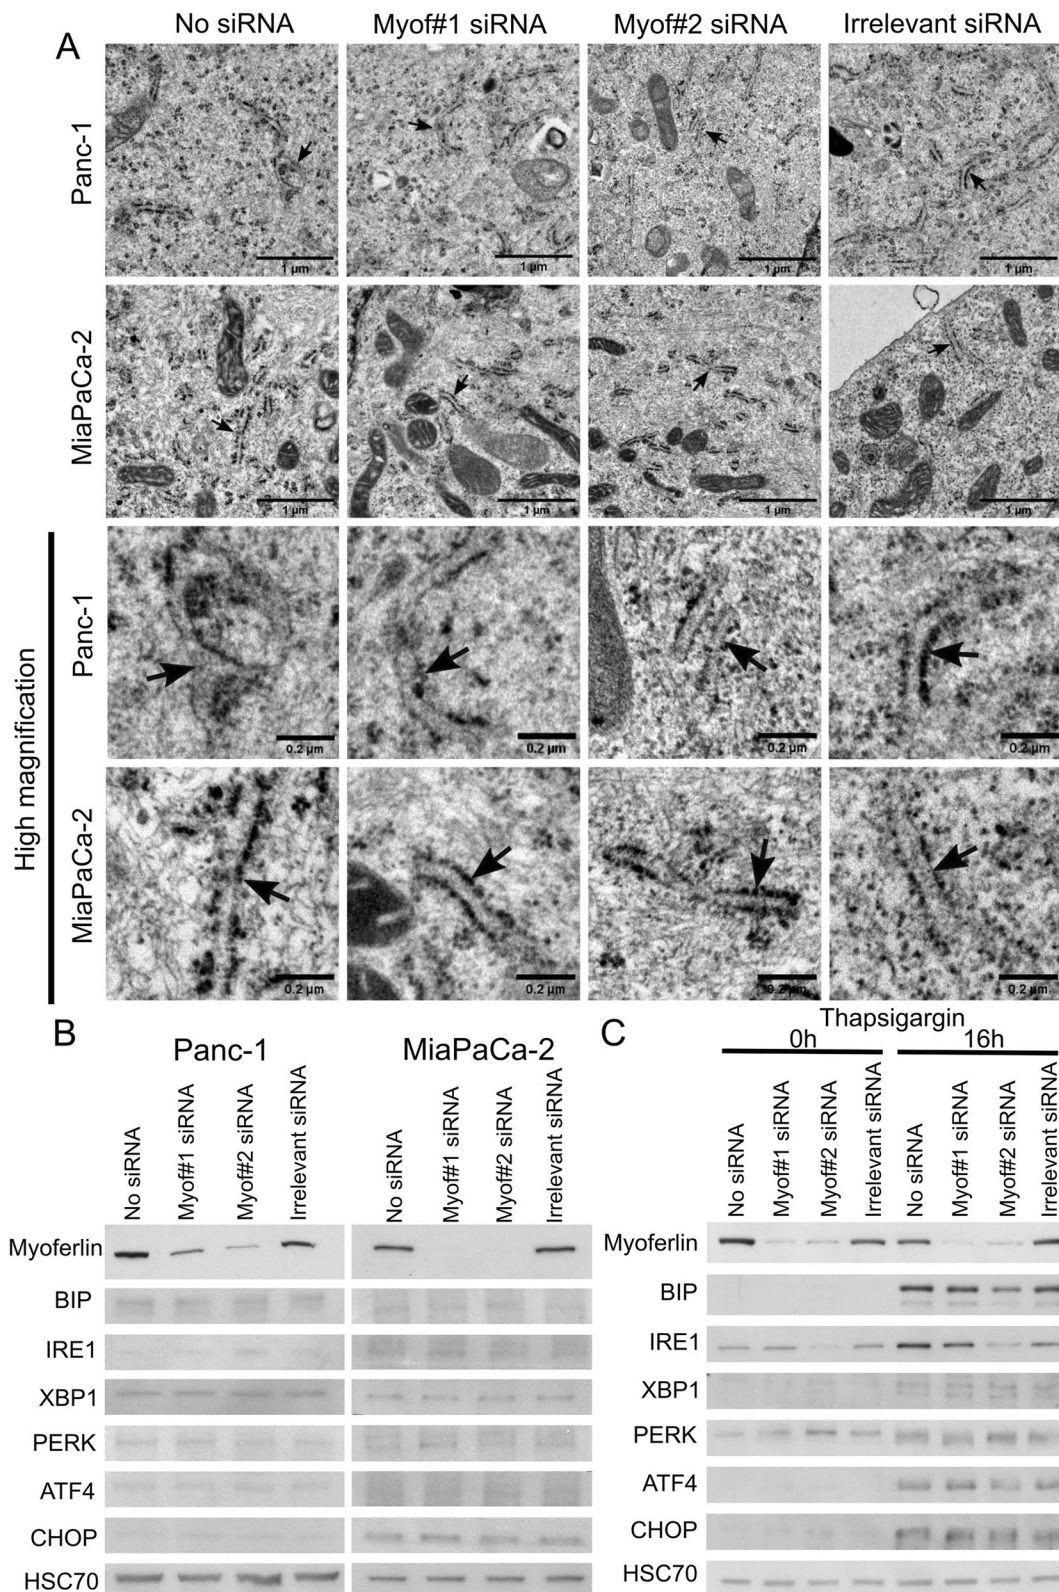 A
No siRNA Myof#1 siRNA Myof#2 siRNA Irrelevant siRNA
Panc-1
1 µm 1 µm 1 µm 1 µm
MiaPaCa-2
1 µm 1 µm 1 µm 1 µm
High magnification
Panc-1
0.2 µm 0.2 µm 0.2 µm 0.2 µm
MiaPaCa-2
0.2 µm 0.2 µm 0.2 µm 0.2 µm
B
Panc-1 MiaPaCa-2
No siRNA Myof#1 siRNA Myof#2 siRNA Irrelevant siRNA No siRNA Myof#1 siRNA Myof#2 siRNA Irrelevant siRNA
Myoferlin
BIP
IRE1
XBP1
PERK
ATF4
CHOP
HSC70
C
Thapsigargin
0h 16h
No siRNA Myof#1 siRNA Myof#2 siRNA Irrelevant siRNA No siRNA Myof#1 siRNA Myof#2 siRNA Irrelevant siRNA
Myoferlin
BIP
IRE1
XBP1
PERK
ATF4
CHOP
HSC70